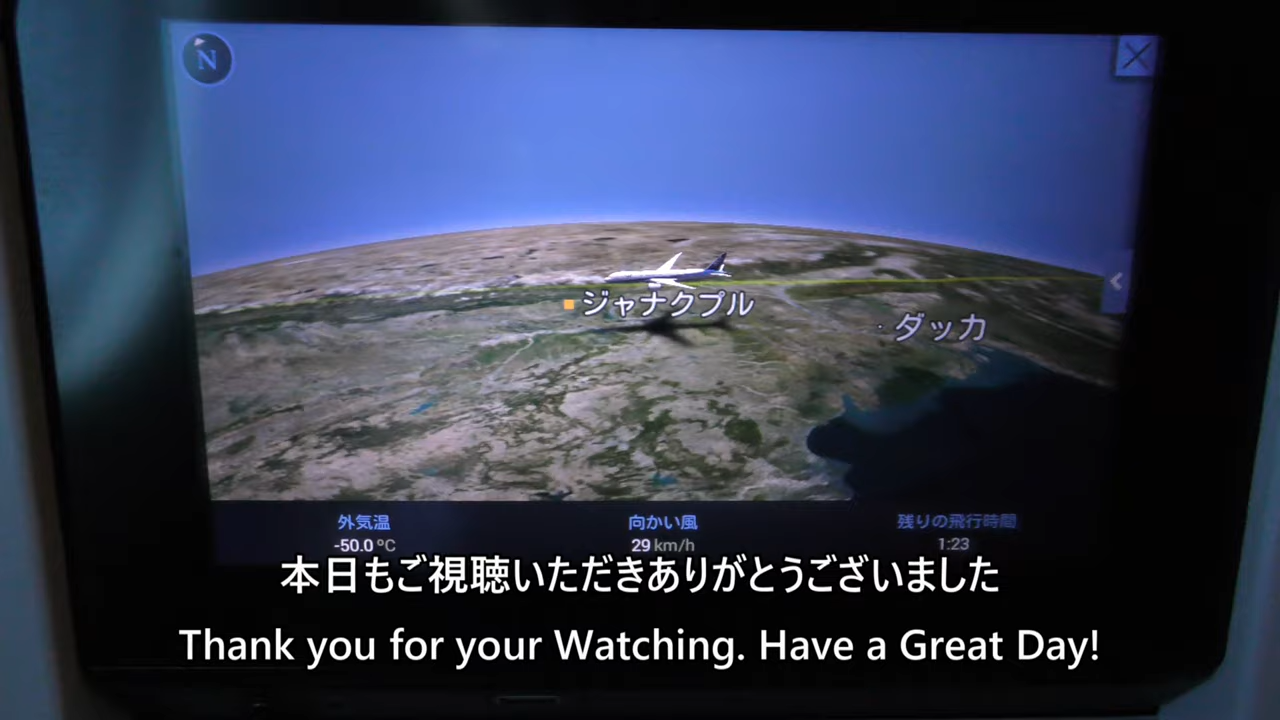 N
ジャナクプル
ダッカ
外気温
向かい風
残りの飛行時間
-50.0 ºC
29 km/h
1:23
本日もご視聴いただきありがとうございました
Thank you for your Watching. Have a Great Day!